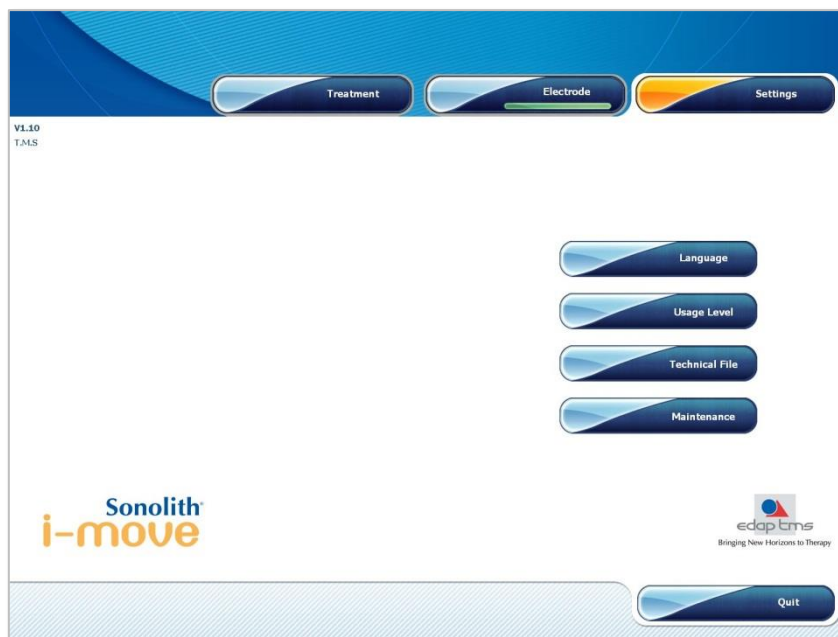 Treatment
Electrode
Settings
V1.10
T.M.S
Language
Usage Level
Technical File
Maintenance
Sonolith
i-move
edap tms
Bringing New Horizons to Therapy
Quit